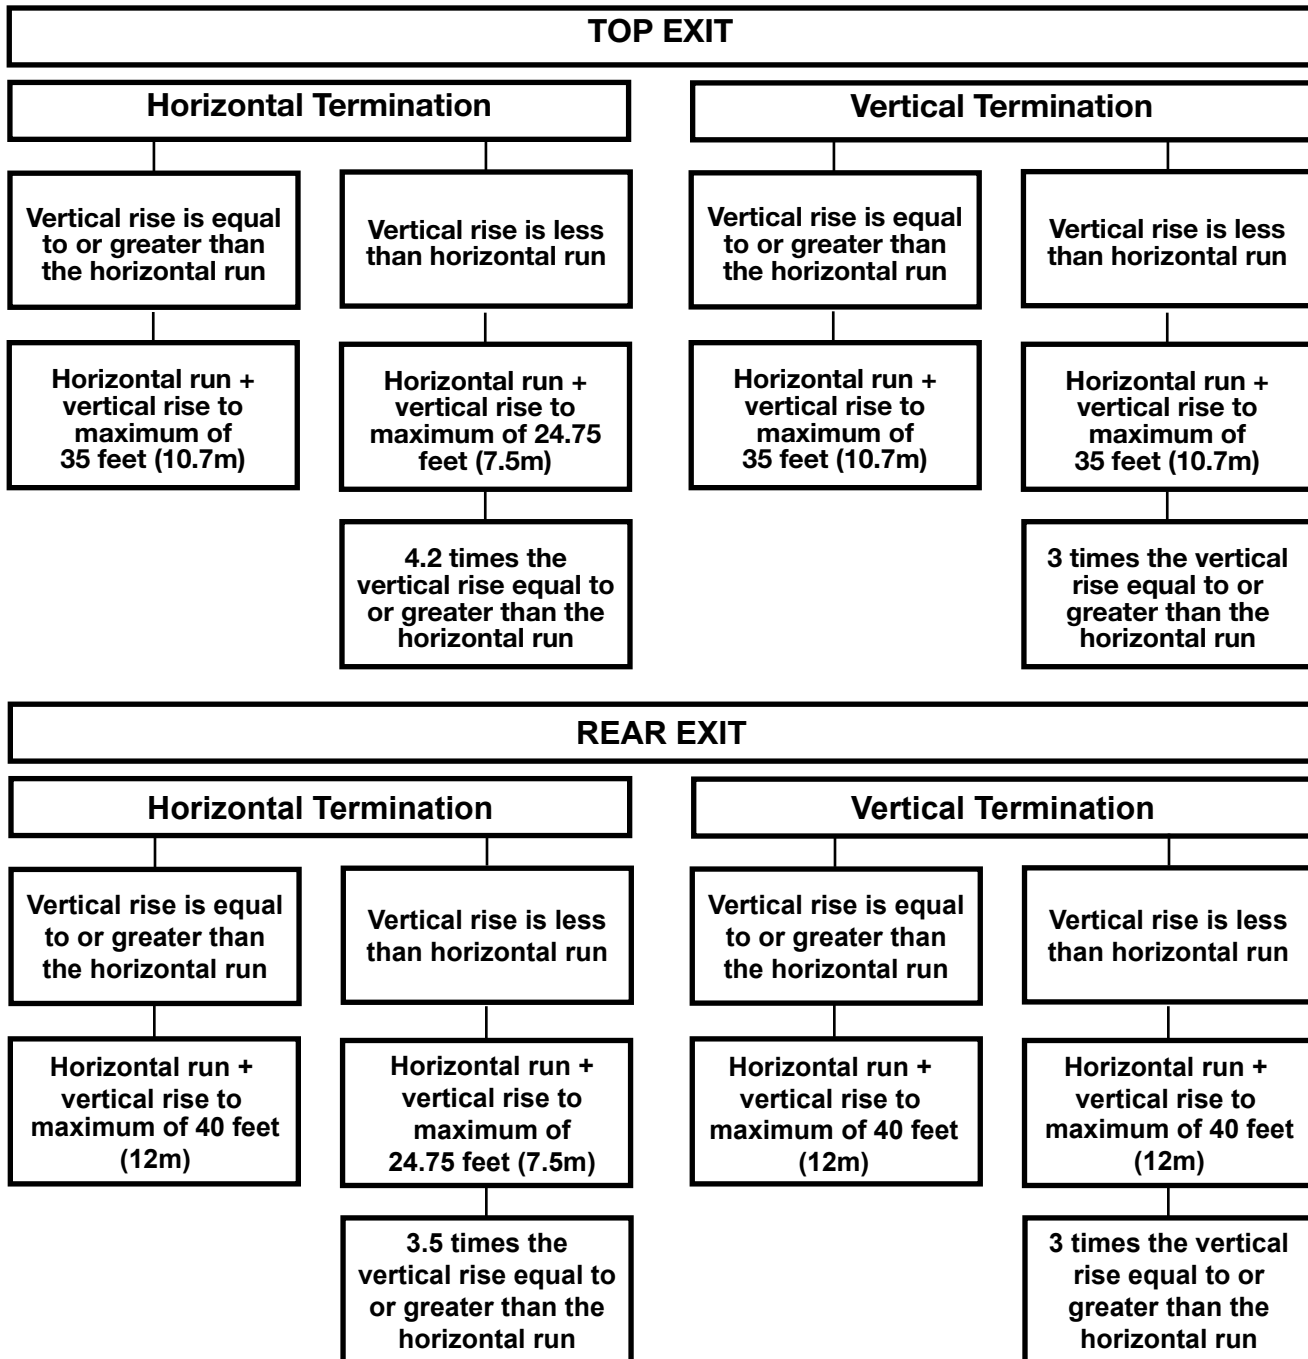 TOP EXIT
Horizontal Termination
Vertical Termination
Vertical rise is equal
to or greater than
the horizontal run
Vertical rise is less
than horizontal run
Vertical rise is equal
to or greater than
the horizontal run
Vertical rise is less
than horizontal run
Horizontal run +
vertical rise to
maximum of
35 feet (10.7m)
Horizontal run +
vertical rise to
maximum of 24.75
feet (7.5m)
Horizontal run +
vertical rise to
maximum of
35 feet (10.7m)
Horizontal run +
vertical rise to
maximum of
35 feet (10.7m)
4.2 times the
vertical rise equal to
or greater than the
horizontal run
3 times the vertical
rise equal to or
greater than the
horizontal run
REAR EXIT
Horizontal Termination
Vertical Termination
Vertical rise is equal
to or greater than
the horizontal run
Vertical rise is less
than horizontal run
Vertical rise is equal
to or greater than
the horizontal run
Vertical rise is less
than horizontal run
Horizontal run +
vertical rise to
maximum of 40 feet
(12m)
Horizontal run +
vertical rise to
maximum of
24.75 feet (7.5m)
Horizontal run +
vertical rise to
maximum of 40 feet
(12m)
Horizontal run +
vertical rise to
maximum of 40 feet
(12m)
3.5 times the
vertical rise equal to
or greater than the
horizontal run
3 times the vertical
rise equal to or
greater than the
horizontal run